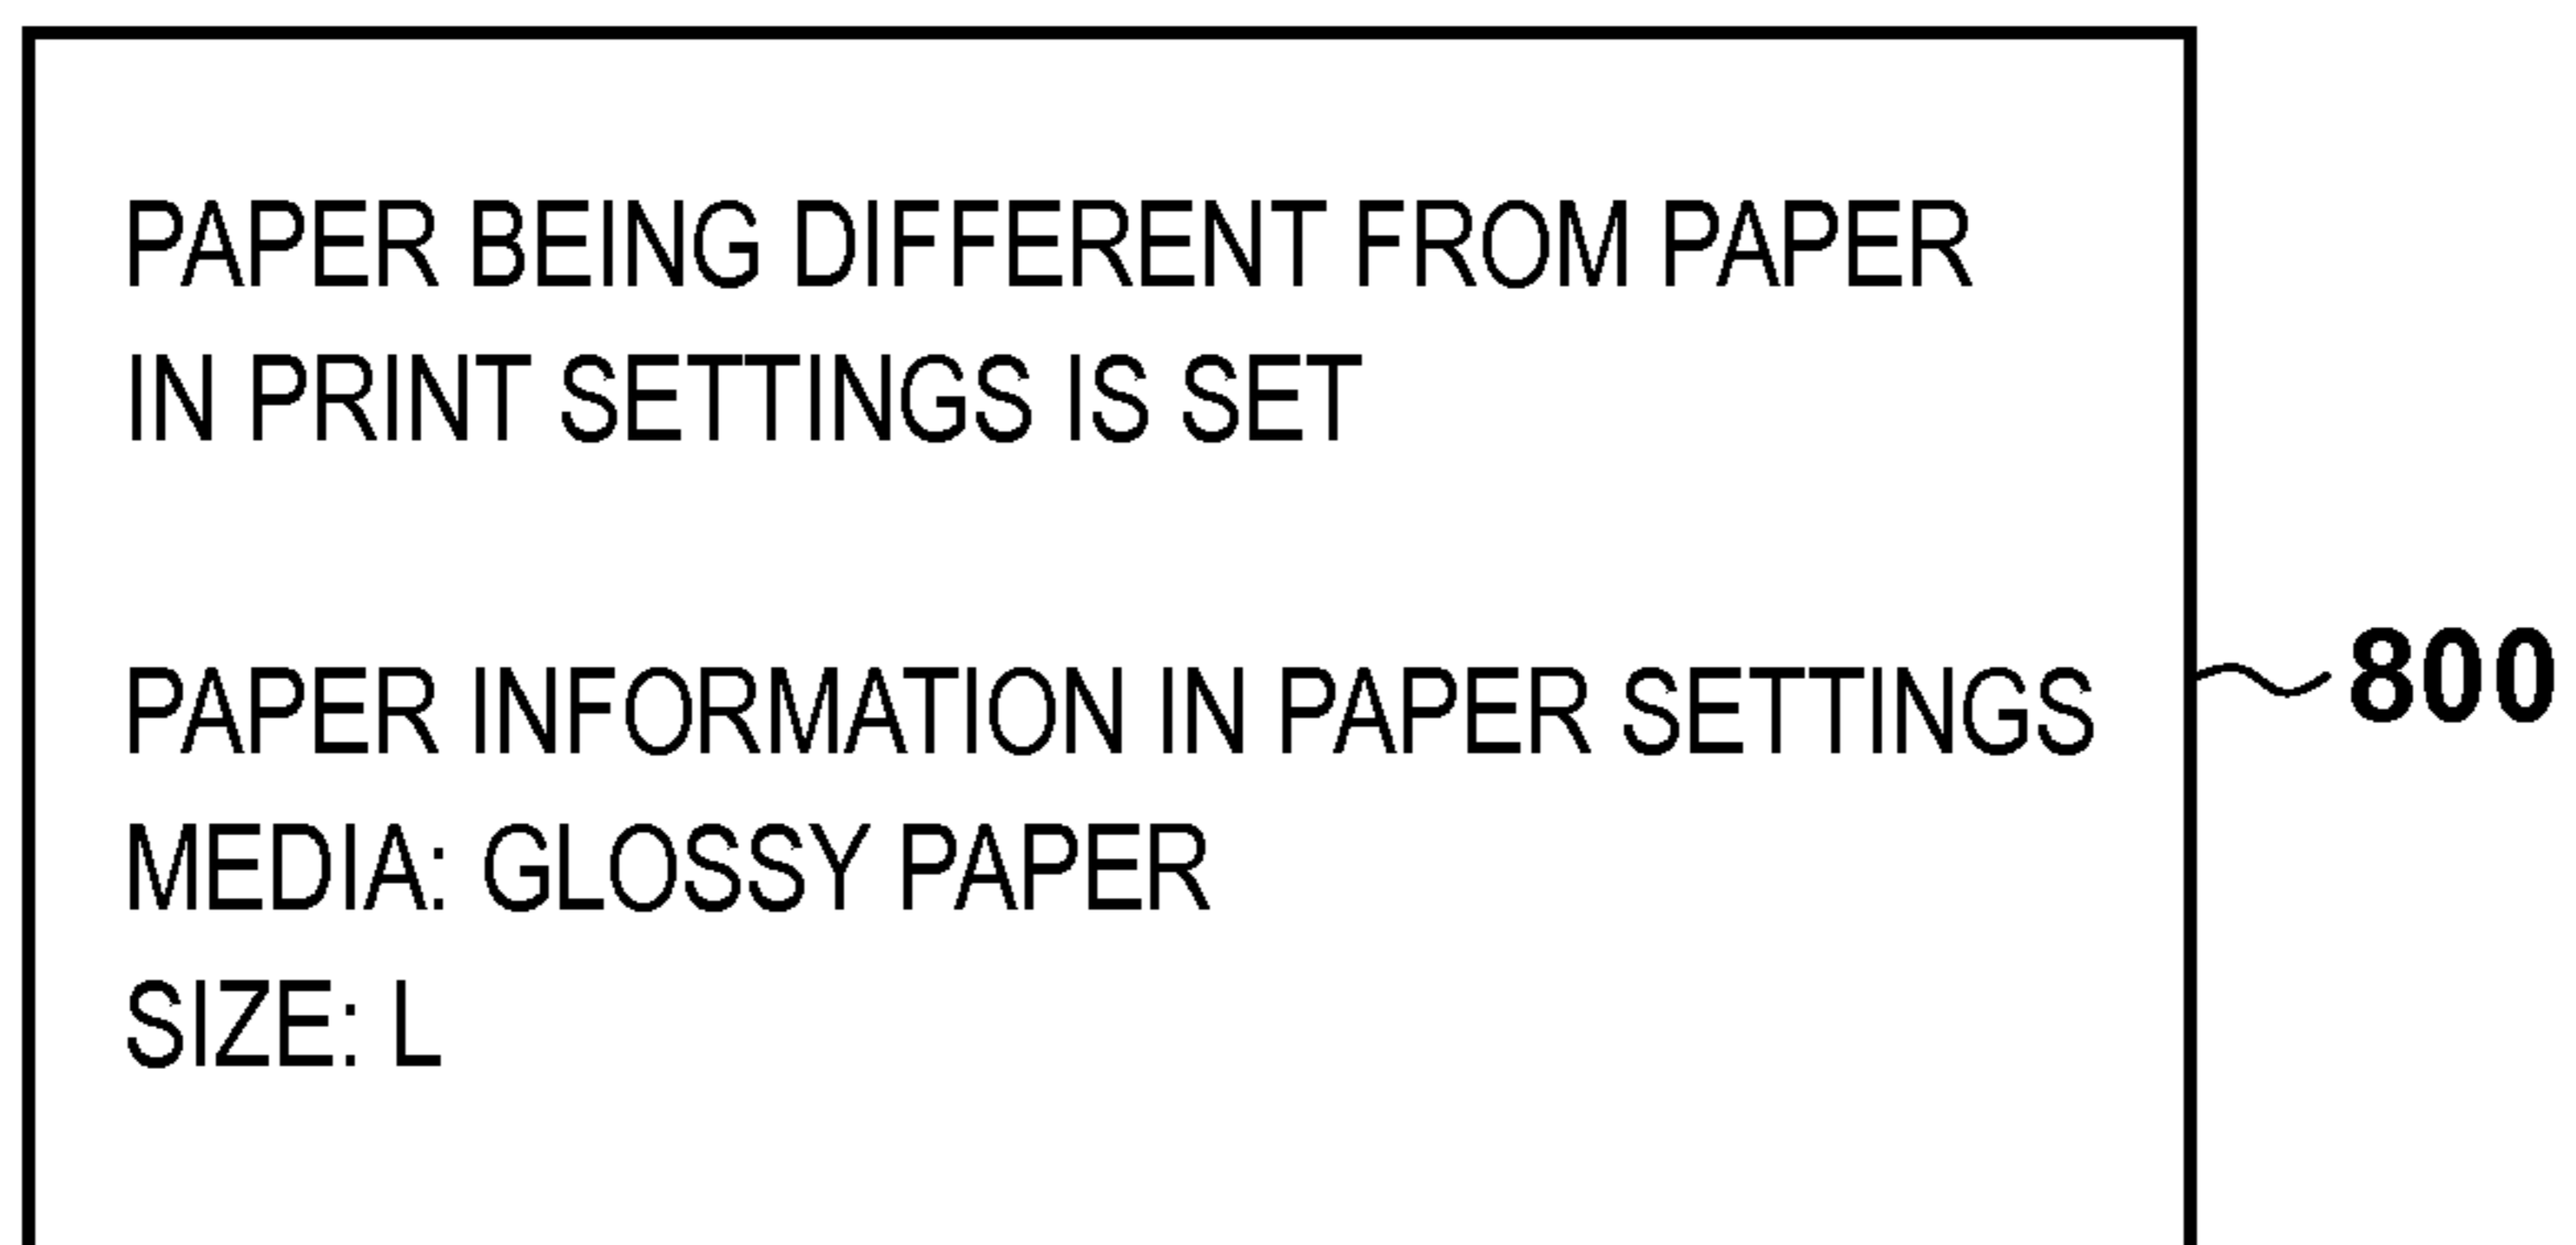 PAPER BEING DIFFERENT FROM PAPER
IN PRINT SETTINGS IS SET
PAPER INFORMATION IN PAPER SETTINGS
MEDIA: GLOSSY PAPER
SIZE: L
800